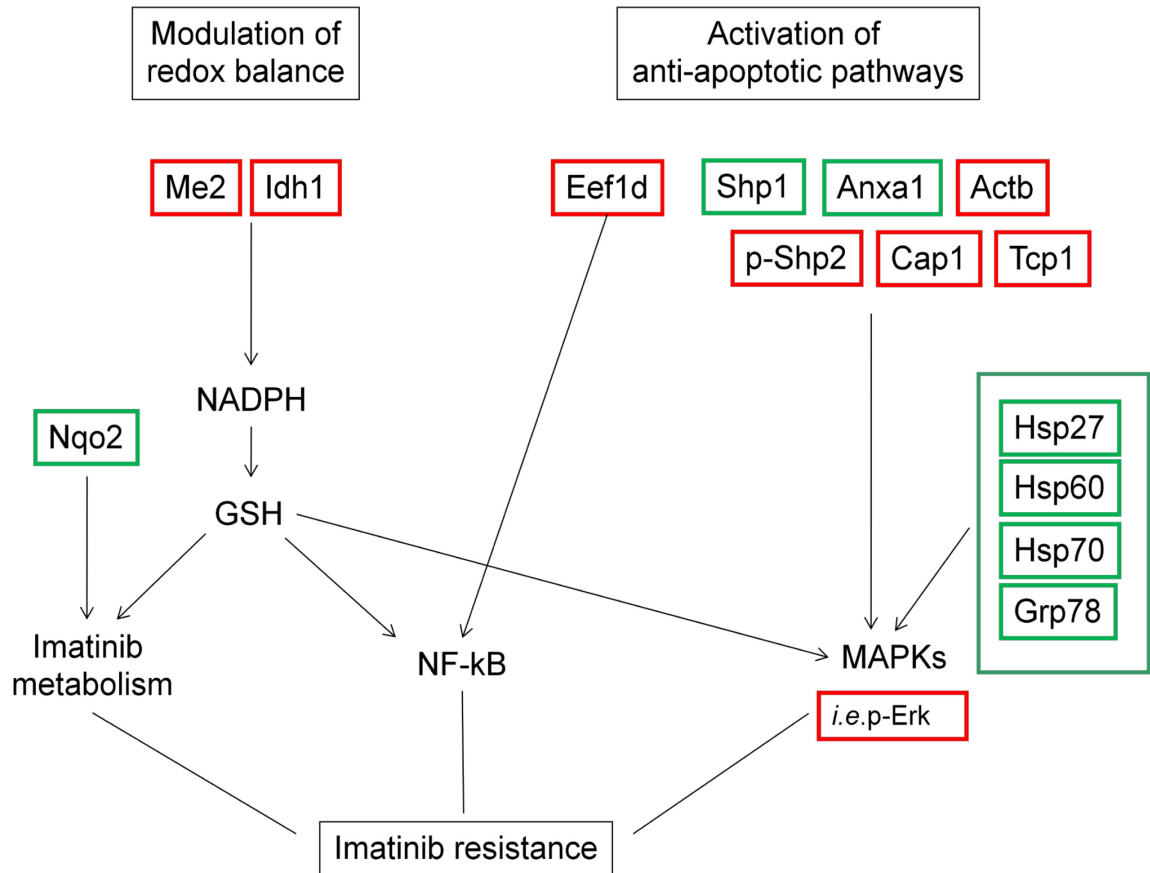 Modulation of
redox balance
Activation of
anti-apoptotic pathways
Me2
Idh1
Eef1d
Shp1
Anxa1
Actb
p-Shp2
Cap1
Tcp1
NADPH
Nqo2
GSH
Hsp27
Hsp60
Hsp70
Grp78
Imatinib
metabolism
NF-kB
MAPKs
i.e.p-Erk
Imatinib resistance